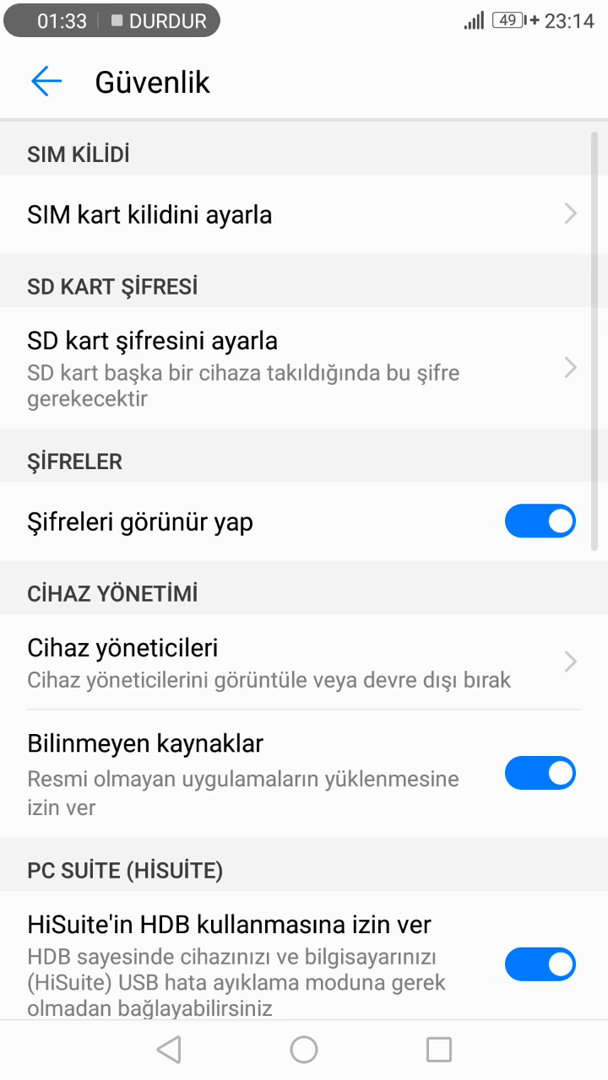 01:33 DURDUR 49 23:14
Güvenlik
SIM KİLİDİ
SIM kart kilidini ayarla
SD KART ŞİFRESİ
SD kart şifresini ayarla
SD kart başka bir cihaza takıldığında bu şifre
gerekecektir
ŞİFRELER
Şifreleri görünür yap
CİHAZ YÖNETİMİ
Cihaz yöneticileri
Cihaz yöneticilerini görüntüle veya devre dışı bırak
Bilinmeyen kaynaklar
Resmi olmayan uygulamaların yüklenmesine
izin ver
PC SUİTE (HİSUİTE)
HiSuite'in HDB kullanmasına izin ver
HDB sayesinde cihazınızı ve bilgisayarınızı
(HiSuite) USB hata ayıklama moduna gerek
olmadan bağlayabilirsiniz